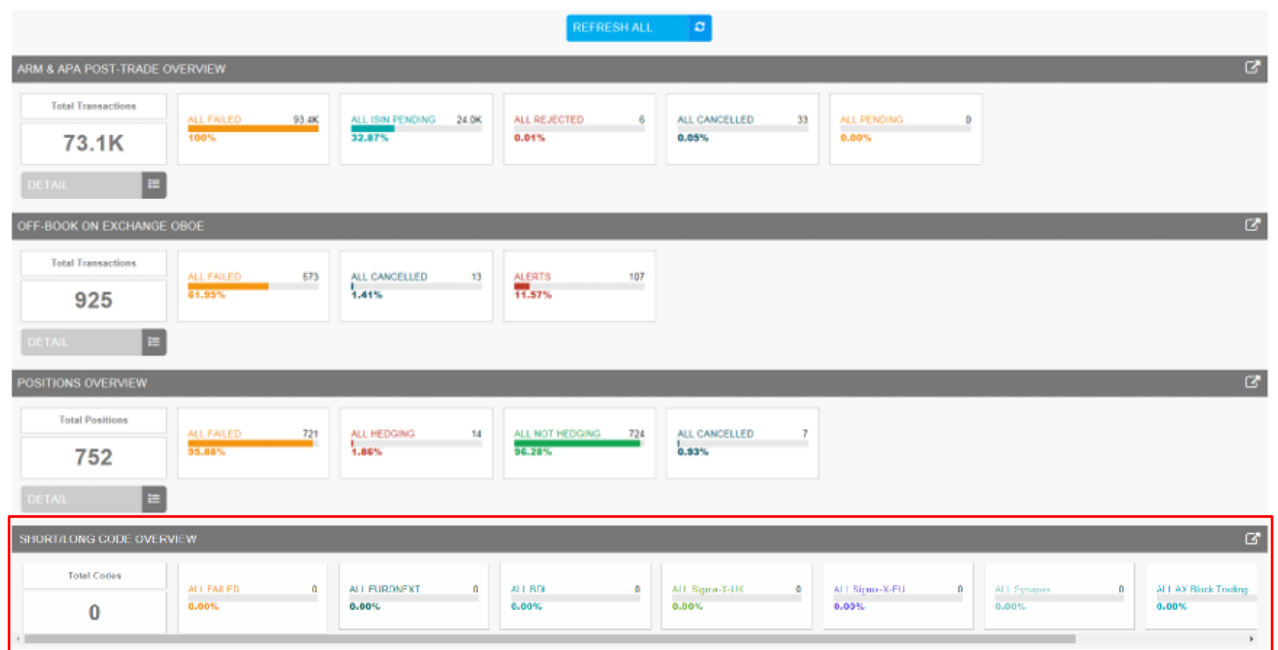 REFRESH ALL
ARM & APA POST-TRADE OVERVIEW
Total Transactions
73.1K
ALL FAILED 93.4K
100%
ALL ISIN PENDING 24.0K
32.87%
ALL REJECTED 6
0.01%
ALL CANCELLED 33
0.05%
ALL PENDING 0
0.00%
DETAIL
OFF-BOOK ON EXCHANGE OBOE
Total Transactions
925
ALL FAILED 573
61.95%
ALL CANCELLED 13
1.41%
ALERTS 107
11.57%
DETAIL
POSITIONS OVERVIEW
Total Positions
752
ALL FAILED 721
95.88%
ALL HEDGING 14
1.86%
ALL NOT HEDGING 724
96.28%
ALL CANCELLED 7
0.93%
DETAIL
SHORT/LONG CODE OVERVIEW
Total Codes
0
ALL FAILED 0
0.00%
ALL EURONEXT 0
0.00%
ALL BDL 0
0.00%
ALL Sigma-X-UK 0
0.00%
ALL Sigma-X-EU 0
0.00%
ALL Synapse 0
0.00%
ALL AX Block Trading
0.00%